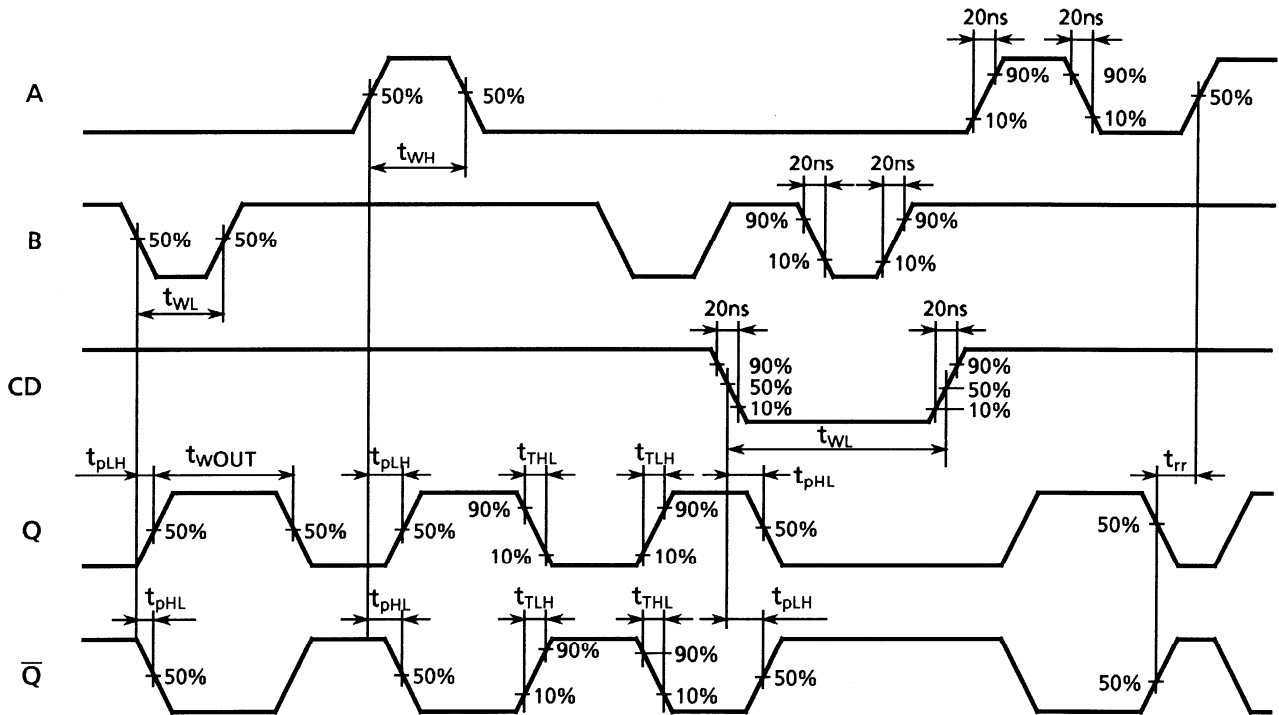 20ns 20ns
A 50% 50% 90% 90% 50%
10% 10%
tWH
20ns 20ns
B 50% 50% 90% 90%
10% 10%
tWL
20ns 20ns
CD 90% 90%
50% 50%
10% 10%
tWL
tpLH twOUT tpLH tTHL tTLH tpHL trr
Q 50% 50% 50% 90% 90% 50% 50%
10% 10%
tpHL tpHL tTLH tTHL tpLH
Q̅ 50% 50% 90% 90% 50% 50%
10% 10%